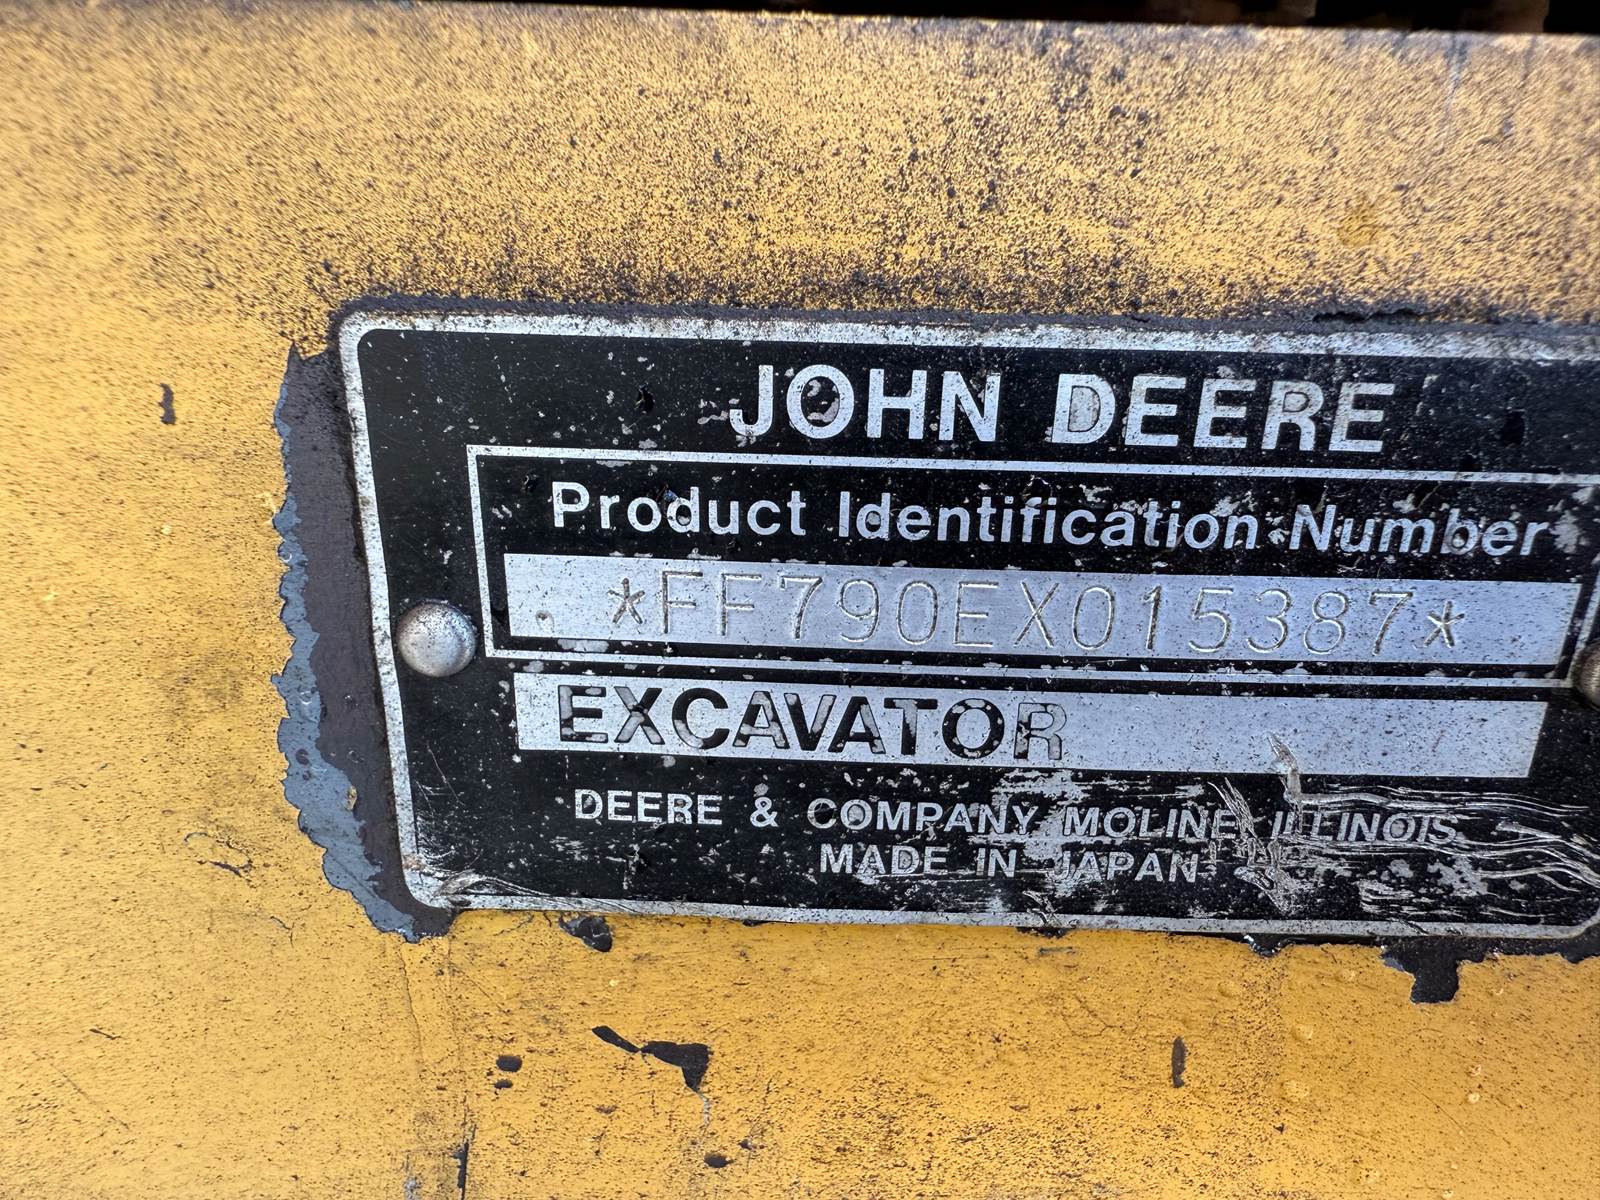 JOHN DEERE
Product Identification Number
*FF790EX015387*
EXCAVATOR
DEERE & COMPANY MOLINE, ILLINOIS
MADE IN JAPAN